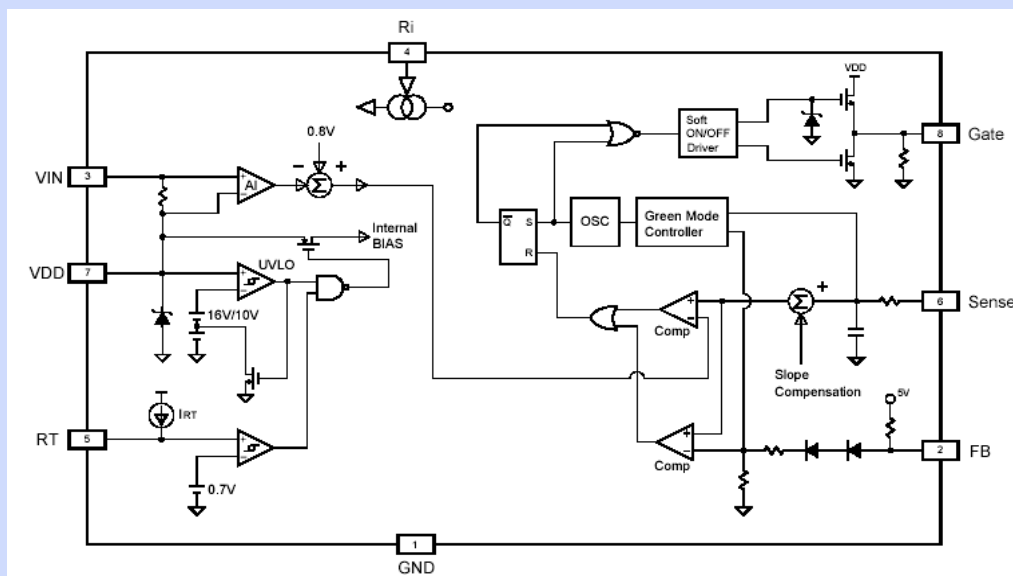 Ri
4
VDD
0.8V
Soft
ON/OFF
Driver
8
Gate
VIN
3
+
−
AI
−
+
Σ
Q
S
R
OSC
Green Mode
Controller
Internal
BIAS
VDD
7
UVLO
16V/10V
+
−
Comp
Σ
+
6
Sense
Slope
Compensation
5V
IRT
RT
5
+
−
0.7V
+
−
Comp
2
FB
1
GND